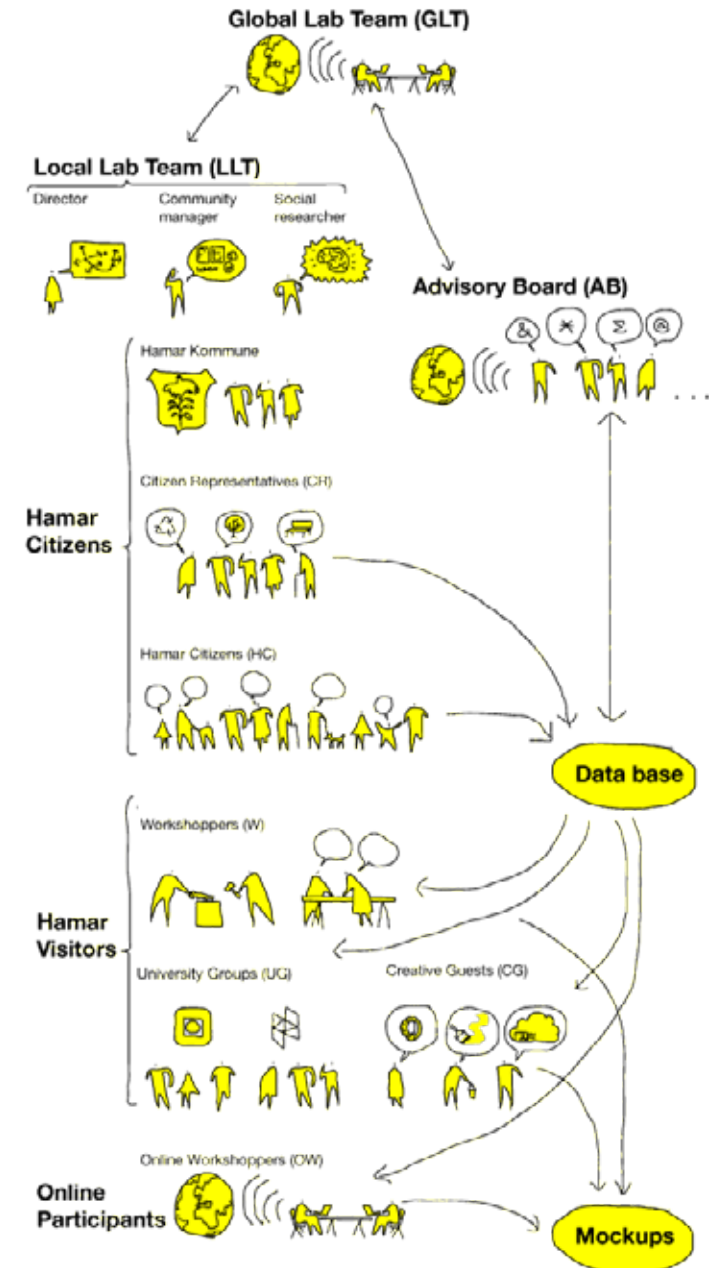 Global Lab Team (GLT)
Local Lab Team (LLT)
Director
Community
manager
Social
researcher
Advisory Board (AB)
& * Σ @
. . .
Hamar Kommune
Citizen Representatives (CR)
Hamar
Citizens
Hamar Citizens (HC)
Data base
Workshoppers (W)
Hamar
Visitors
University Groups (UG)
Creative Guests (CG)
Online Workshoppers (OW)
Online
Participants
Mockups